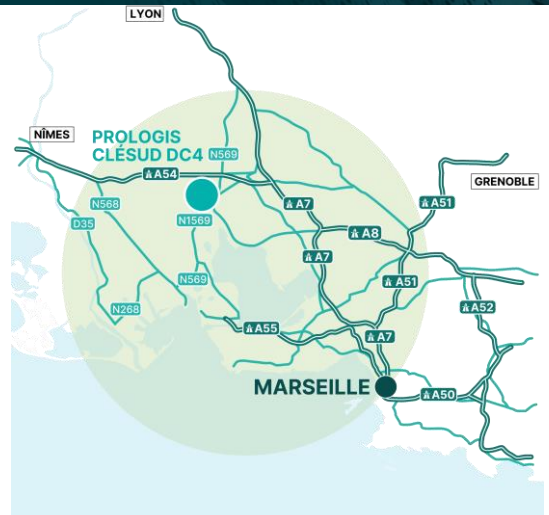 LYON
NÎMES
PROLOGIS
CLÉSUD DC4
N569
A54
GRENOBLE
N568
N1569
A7
A51
D35
A8
A7
N569
A51
N268
A52
A55
A7
MARSEILLE
A50